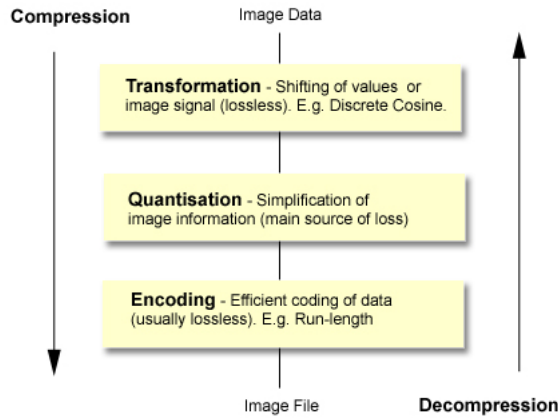 Compression
Image Data
Transformation - Shifting of values or
image signal (lossless). E.g. Discrete Cosine.
Quantisation - Simplification of
image information (main source of loss)
Encoding - Efficient coding of data
(usually lossless). E.g. Run-length
Image File
Decompression